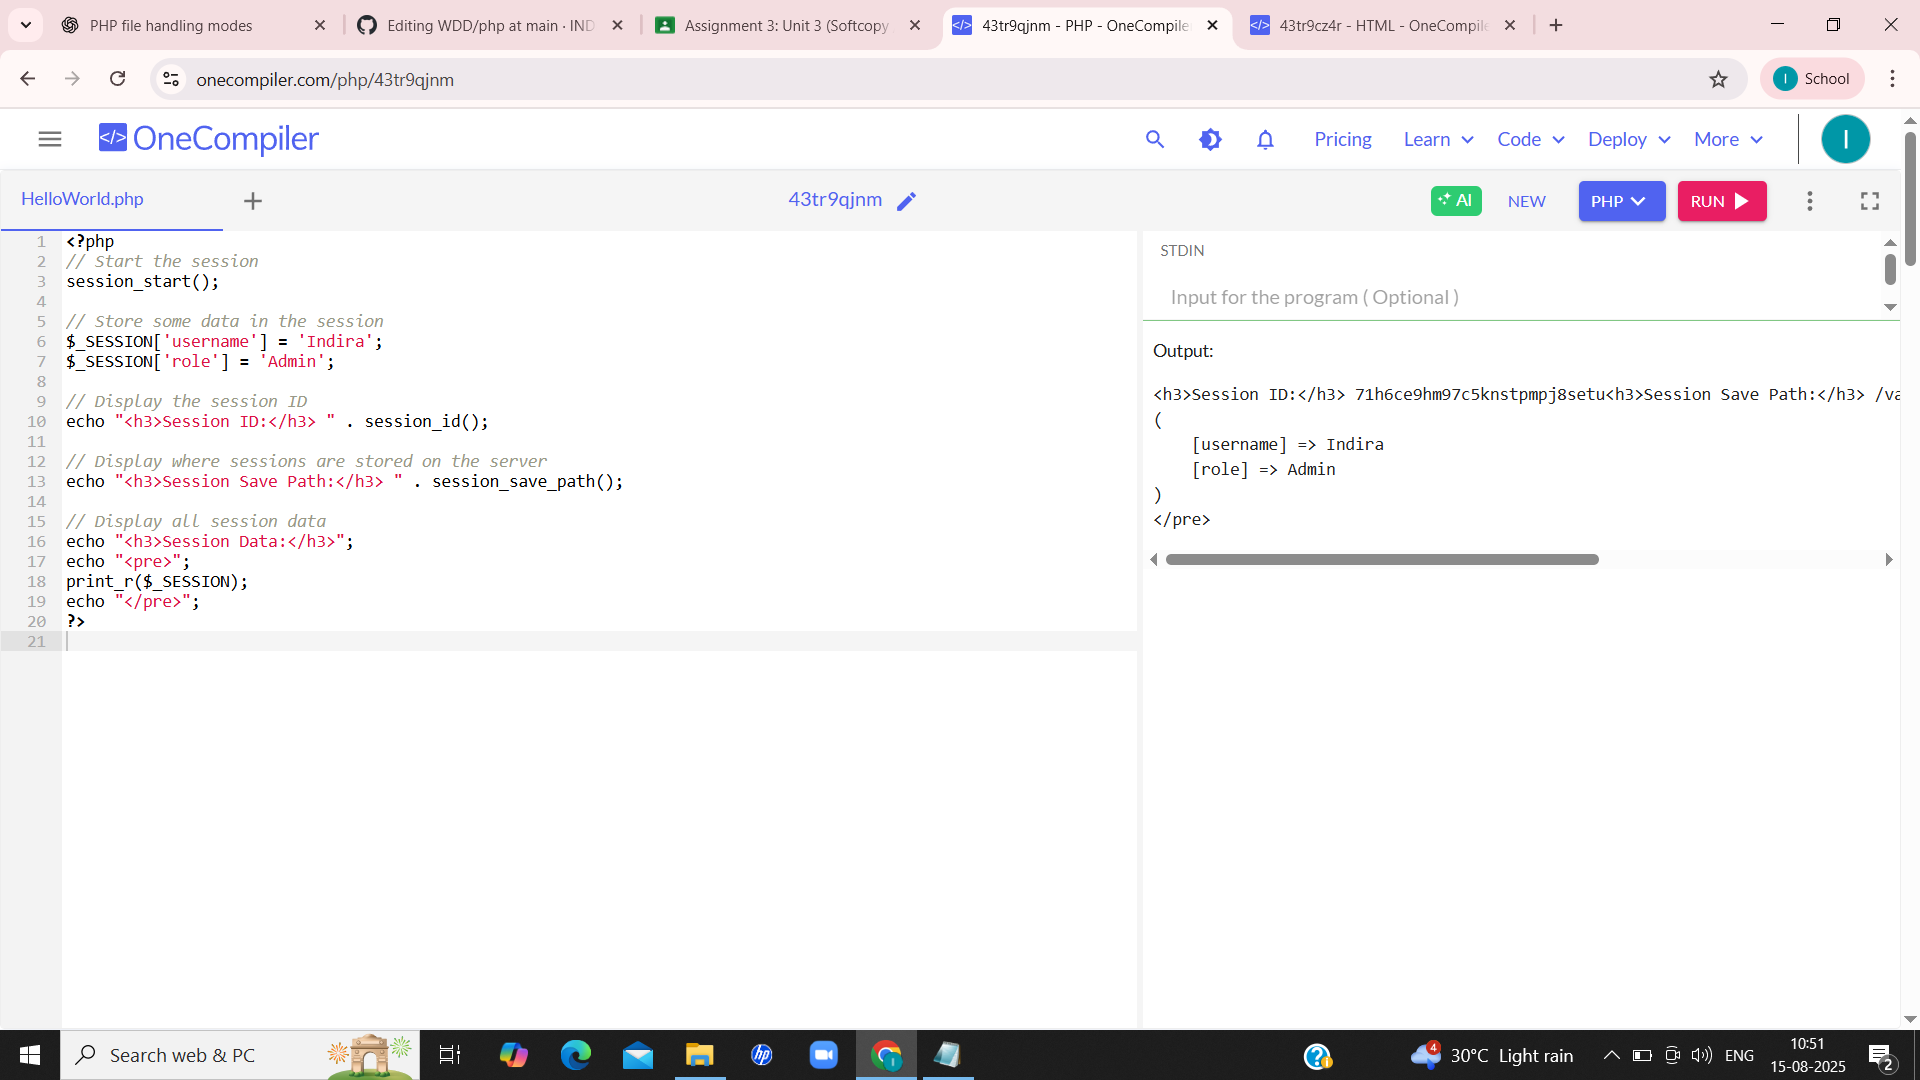 PHP file handling modes
Editing WDD/php at main · IND
Assignment 3: Unit 3 (Softcopy
43tr9qjnm - PHP - OneCompile
43tr9cz4r - HTML - OneCompile
onecompiler.com/php/43tr9qjnm
I
School
</> OneCompiler
Pricing
Learn
Code
Deploy
More
I
HelloWorld.php
43tr9qjnm
AI
NEW
PHP
RUN
1 <?php
2 // Start the session
3 session_start();
4
5 // Store some data in the session
6 $_SESSION['username'] = 'Indira';
7 $_SESSION['role'] = 'Admin';
8
9 // Display the session ID
10 echo "<h3>Session ID:</h3> " . session_id();
11
12 // Display where sessions are stored on the server
13 echo "<h3>Session Save Path:</h3> " . session_save_path();
14
15 // Display all session data
16 echo "<h3>Session Data:</h3>";
17 echo "<pre>";
18 print_r($_SESSION);
19 echo "</pre>";
20 ?>
21
STDIN
Input for the program ( Optional )
Output:
<h3>Session ID:</h3> 71h6ce9hm97c5knstpmpj8setu<h3>Session Save Path:</h3> /va
(
    [username] => Indira
    [role] => Admin
)
</pre>
Search web & PC
hp
4
30°C Light rain
ENG
10:51
15-08-2025
2